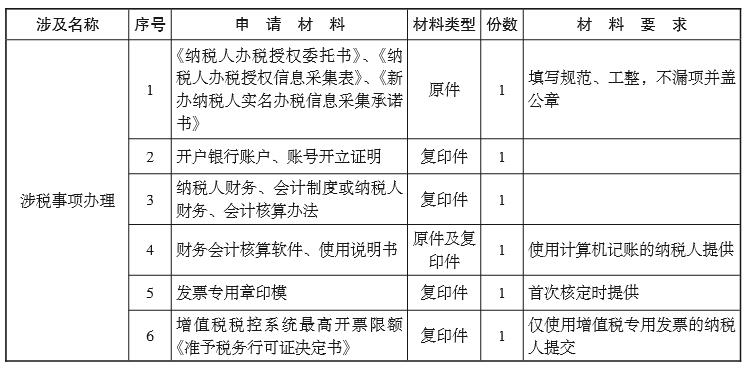 涉及名称 序号 申 请 材 料 材料类型 份数 材 料 要 求
涉税事项办理
1
《纳税人办税授权委托书》、《纳
税人办税授权信息采集表》、《新
办纳税人实名办税信息采集承诺
书》
原件
1
填写规范、工整，不漏项并盖
公章
2 开户银行账户、账号开立证明 复印件 1
3
纳税人财务、会计制度或纳税人
财务、会计核算办法
复印件
1
4
财务会计核算软件、使用说明书
原件及复
印件
1
使用计算机记账的纳税人提供
5 发票专用章印模 复印件 1 首次核定时提供
6
增值税税控系统最高开票限额
《准予税务行可证决定书》
复印件
1
仅使用增值税专用发票的纳税
人提交